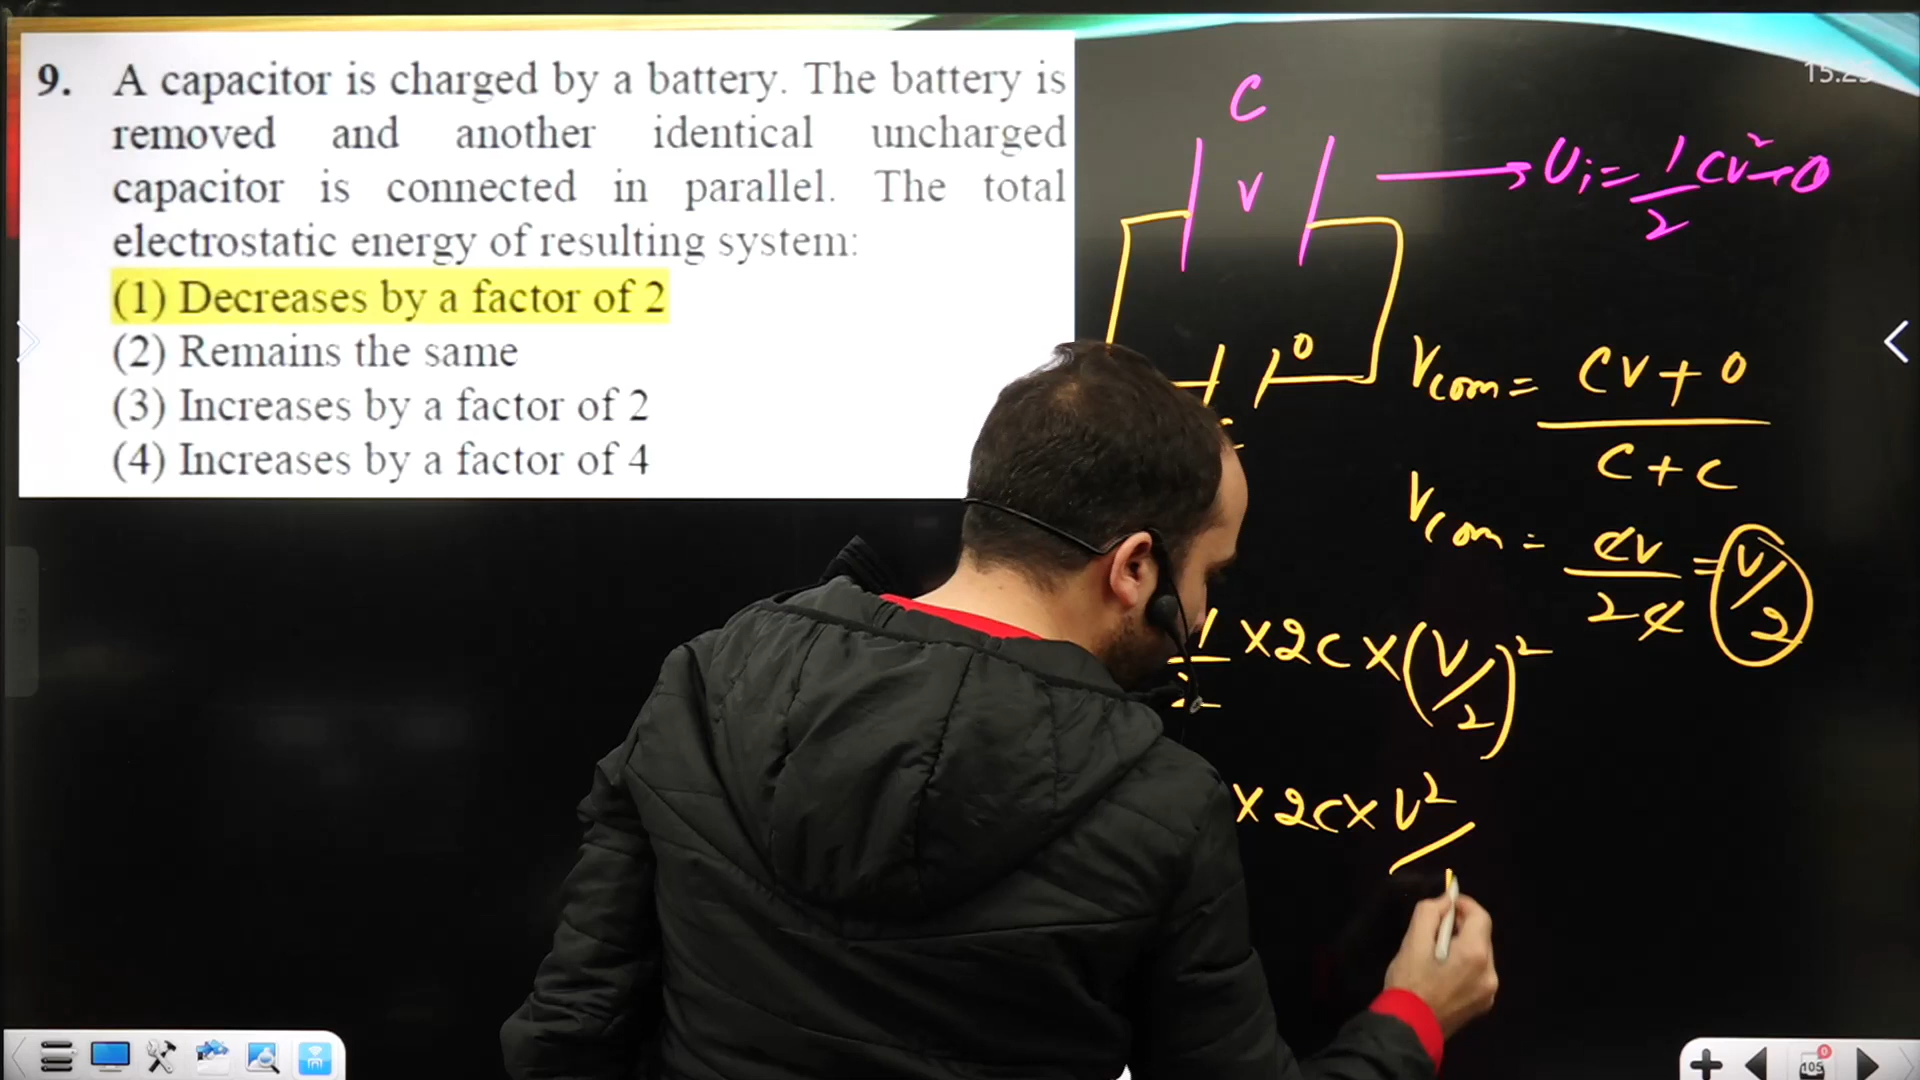 9. A capacitor is charged by a battery. The battery is
removed and another identical uncharged
capacitor is connected in parallel. The total
electrostatic energy of resulting system:
(1) Decreases by a factor of 2
(2) Remains the same
(3) Increases by a factor of 2
(4) Increases by a factor of 4
C
V
Ui = 1/2 CV² + 0
0
Vcom = CV + 0 / C + C
Vcom = CV / 2C = V/2
1/2 × 2C × (V/2)²
× 2C × V² /
105
0